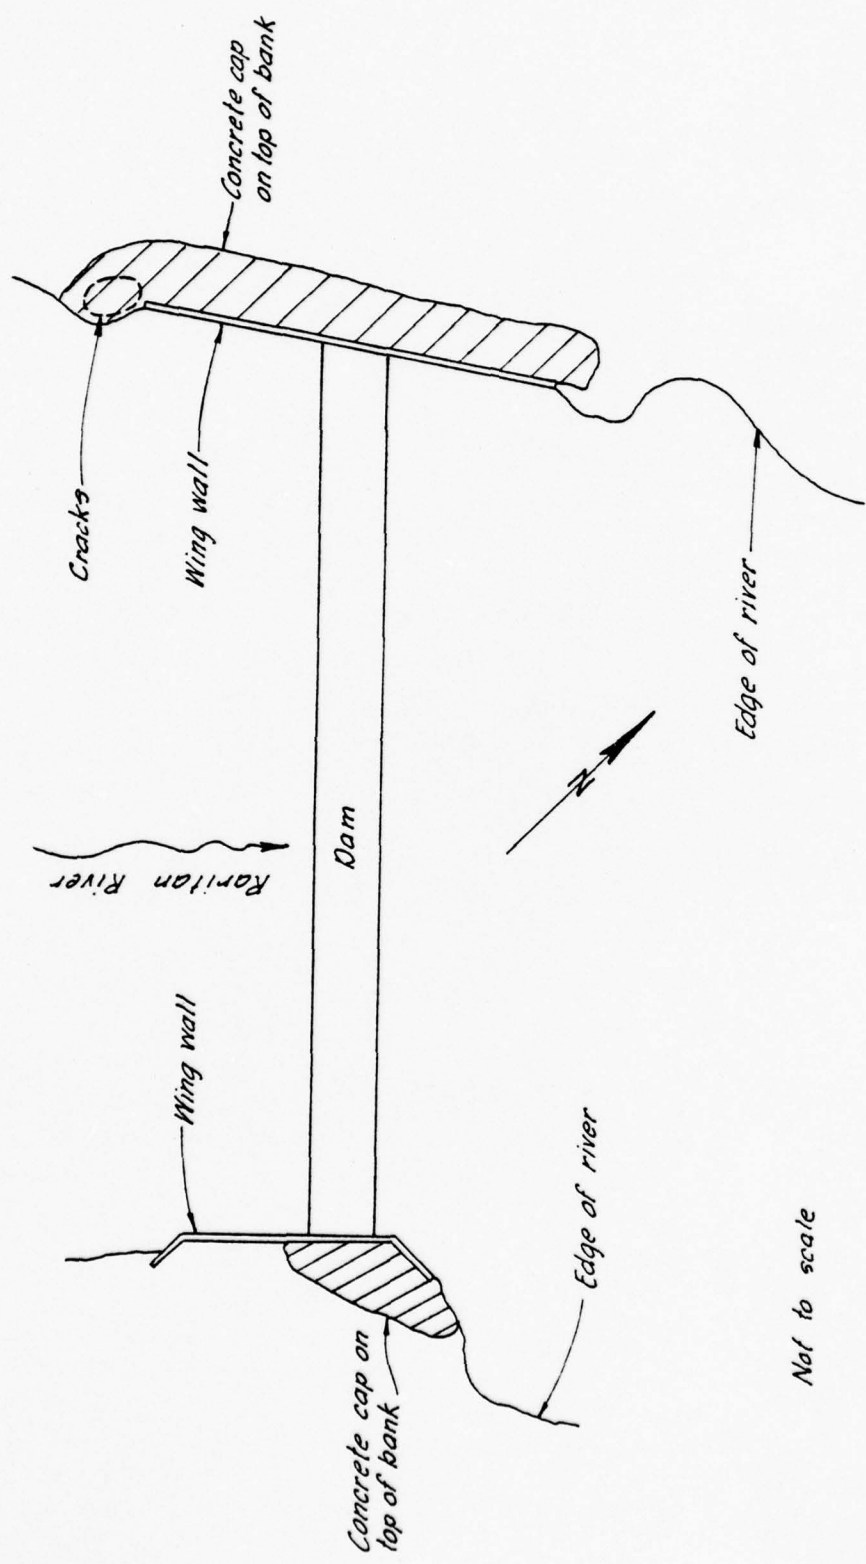 Concrete cap
on top of bank
Cracks
Wing wall
Edge of river
Raritan River
Dam
N
Wing wall
Edge of river
Concrete cap on
top of bank
Not to scale